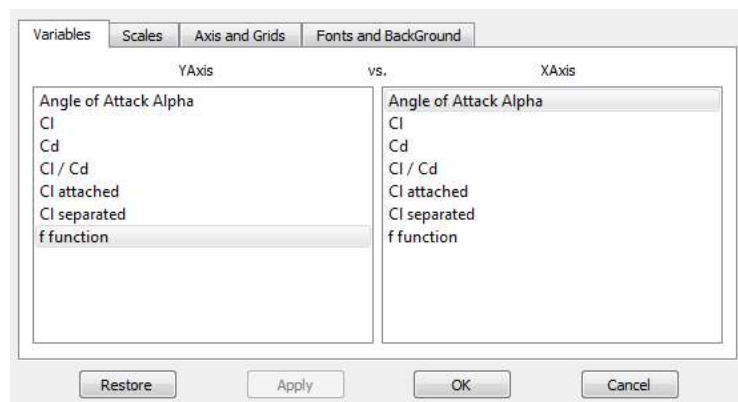 Variables Scales Axis and Grids Fonts and BackGround
YAxis vs. XAxis
Angle of Attack Alpha
Cl
Cd
Cl / Cd
Cl attached
Cl separated
f function
Angle of Attack Alpha
Cl
Cd
Cl / Cd
Cl attached
Cl separated
f function
Restore Apply OK Cancel